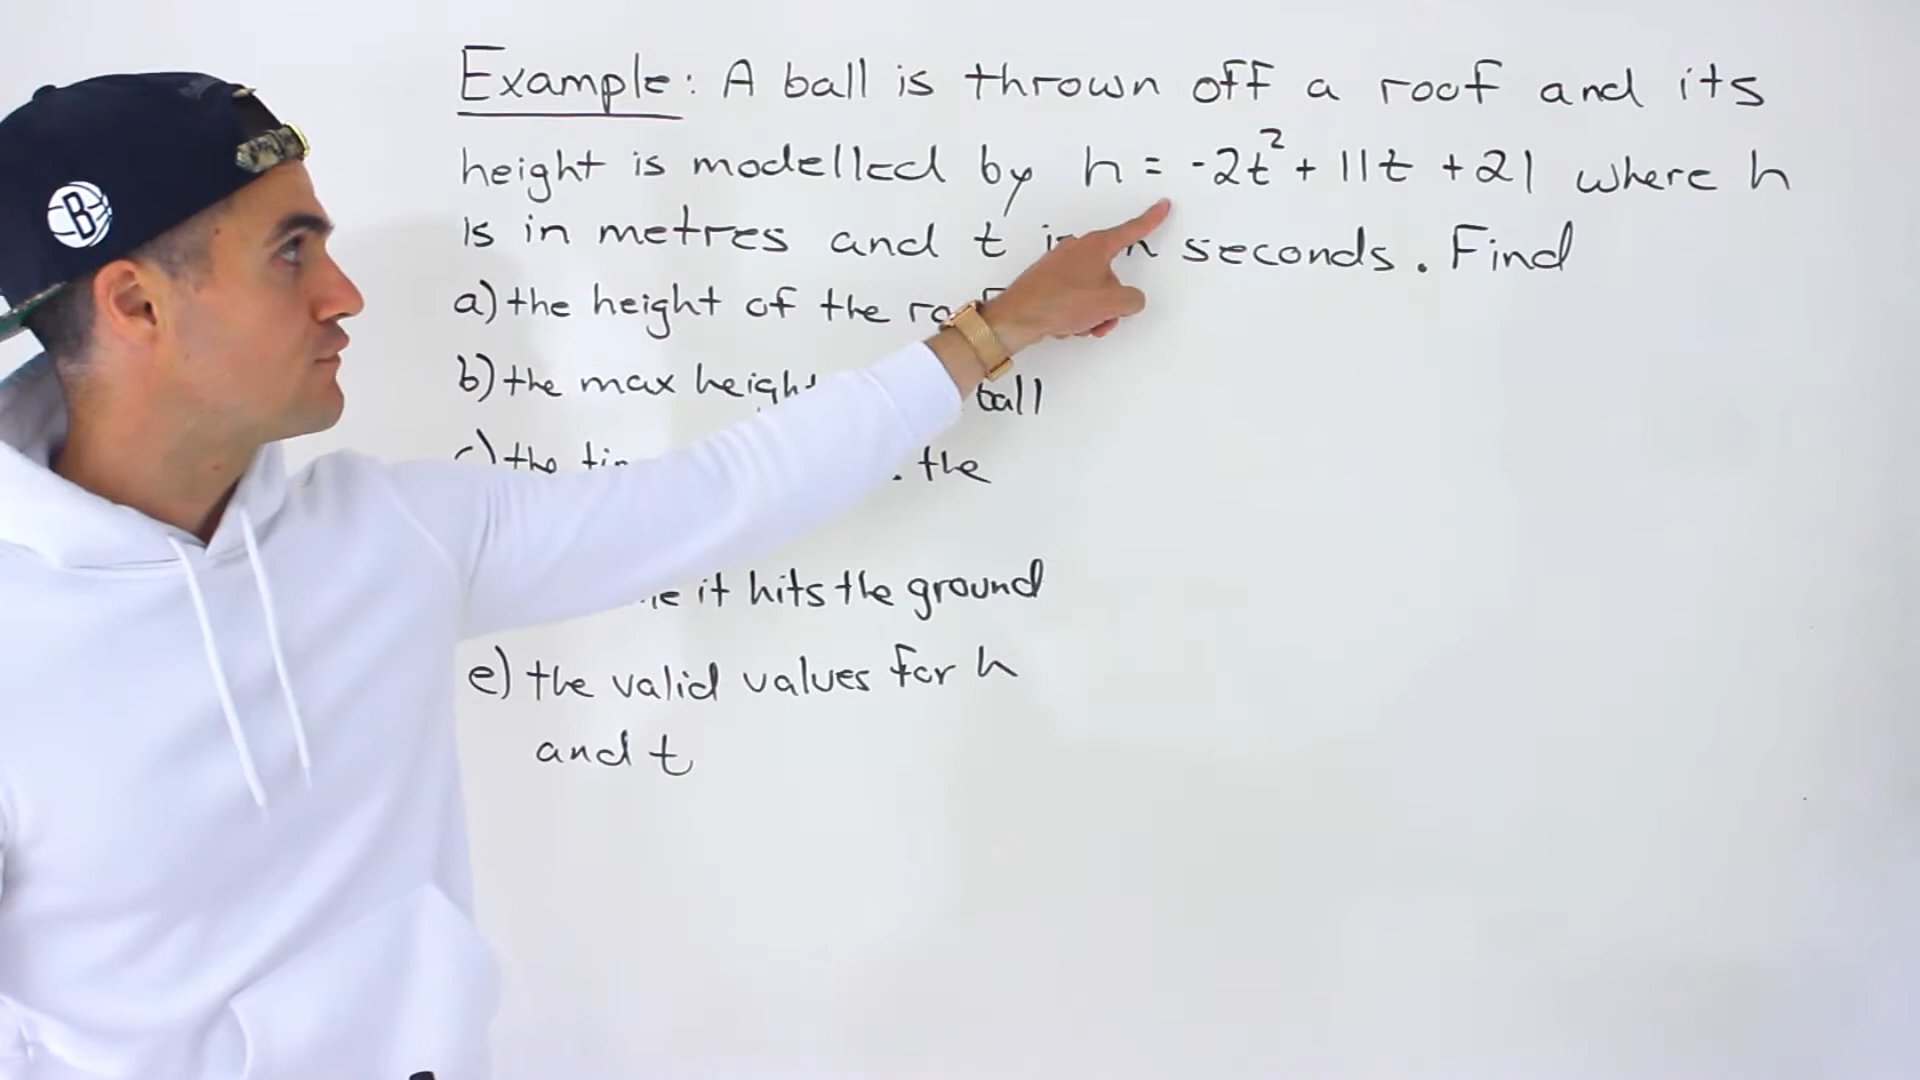 Example: A ball is thrown off a roof and its
height is modelled by h = -2t² + 11t + 21 where h
is in metres and t seconds. Find
a) the height of the
b) the max height ball
the the
it hits the ground
e) the valid values for h
and t
B